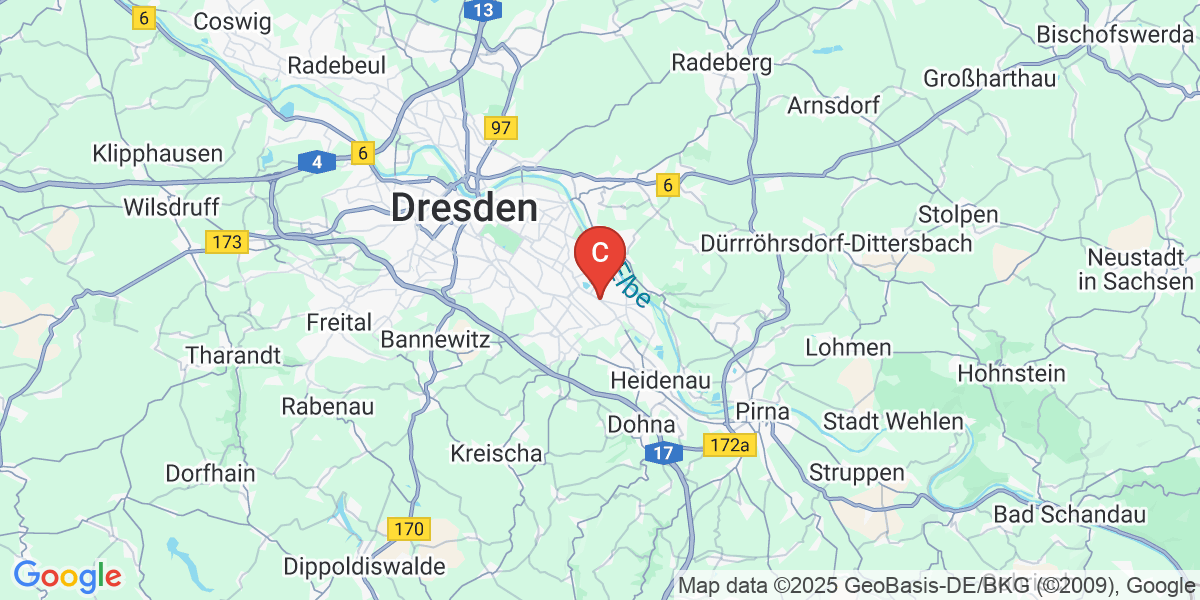 6
Coswig
13
Bischofswerda
Radebeul
Radeberg
Großharthau
Arnsdorf
97
Klipphausen
4
6
6
Wilsdruff
Dresden
Stolpen
173
C
Dürrröhrsdorf-Dittersbach
Neustadt
in Sachsen
Elbe
Freital
Bannewitz
Tharandt
Lohmen
Heidenau
Hohnstein
Rabenau
Dohna
Pirna
Stadt Wehlen
Kreischa
17
172a
Dorfhain
Struppen
170
Bad Schandau
Dippoldiswalde
Google
Map data ©2025 GeoBasis-DE/BKG (©2009), Google